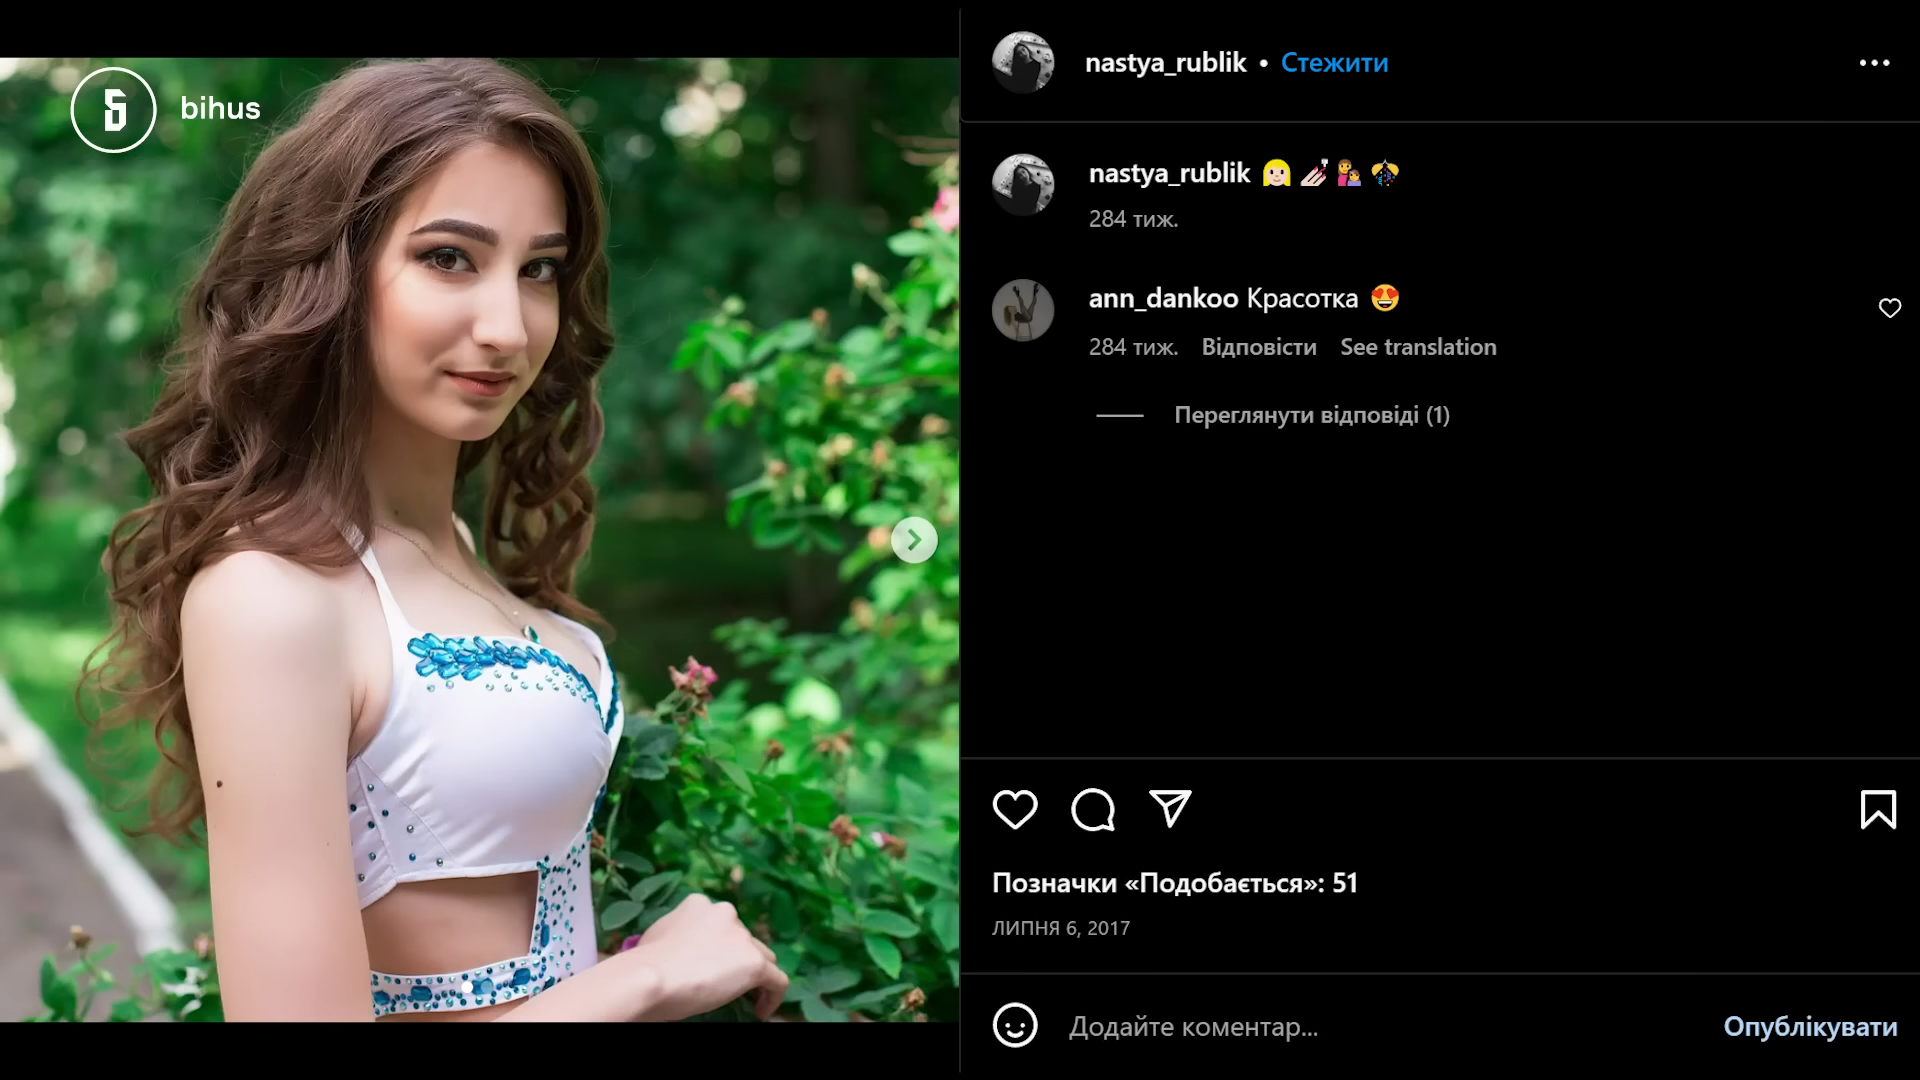 bihus
nastya_rublik • Стежити
nastya_rublik
284 тиж.
ann_dankoo Красотка
284 тиж. Відповісти See translation
Переглянути відповіді (1)
Позначки «Подобається»: 51
ЛИПНЯ 6, 2017
Додайте коментар...
Опублікувати